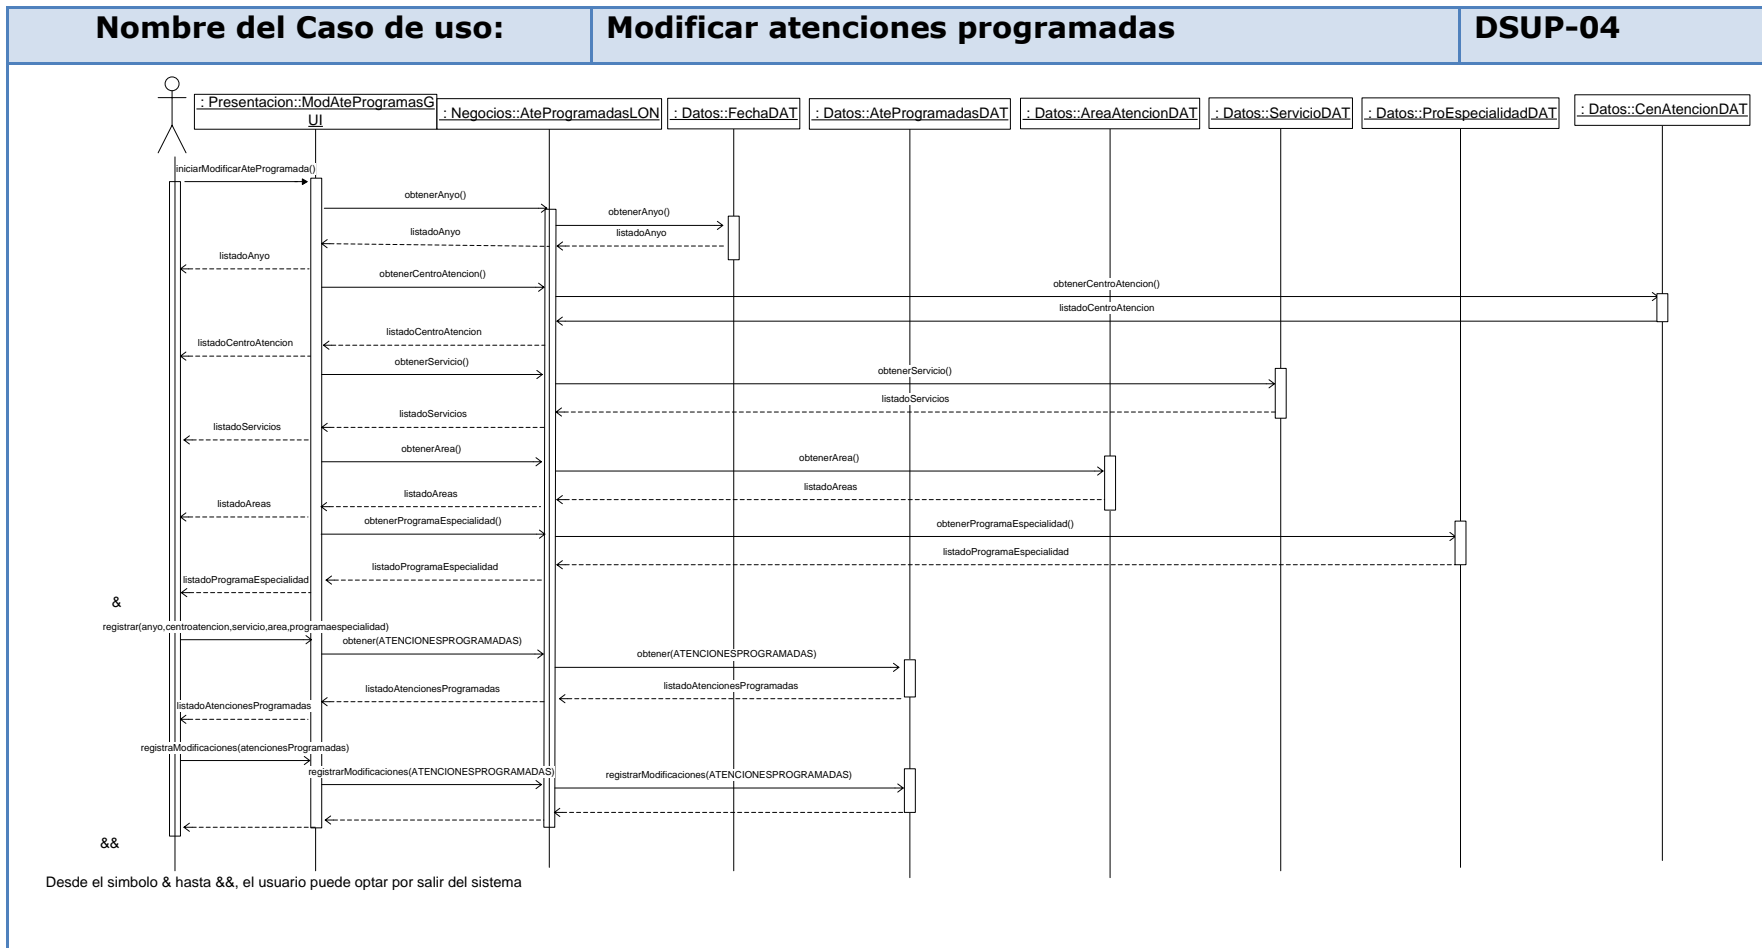 Nombre del Caso de uso:
Modificar atenciones programadas
DSUP-04
: Presentacion::ModAteProgramasG
UI
: Negocios::AteProgramadasLON
: Datos::FechaDAT
: Datos::AteProgramadasDAT
: Datos::AreaAtencionDAT
: Datos::ServicioDAT
: Datos::ProEspecialidadDAT
: Datos::CenAtencionDAT
iniciarModificarAteProgramada()
obtenerAnyo()
obtenerAnyo()
listadoAnyo
listadoAnyo
listadoAnyo
obtenerCentroAtencion()
obtenerCentroAtencion()
listadoCentroAtencion
listadoCentroAtencion
listadoCentroAtencion
obtenerServicio()
obtenerServicio()
listadoServicios
listadoServicios
listadoServicios
obtenerArea()
obtenerArea()
listadoAreas
listadoAreas
listadoAreas
obtenerProgramaEspecialidad()
obtenerProgramaEspecialidad()
listadoProgramaEspecialidad
listadoProgramaEspecialidad
listadoProgramaEspecialidad
&
registrar(anyo,centroatencion,servicio,area,programaespecialidad)
obtener(ATENCIONESPROGRAMADAS)
obtener(ATENCIONESPROGRAMADAS)
listadoAtencionesProgramadas
listadoAtencionesProgramadas
listadoAtencionesProgramadas
registraModificaciones(atencionesProgramadas)
registrarModificaciones(ATENCIONESPROGRAMADAS)
registrarModificaciones(ATENCIONESPROGRAMADAS)
&&
Desde el simbolo & hasta &&, el usuario puede optar por salir del sistema